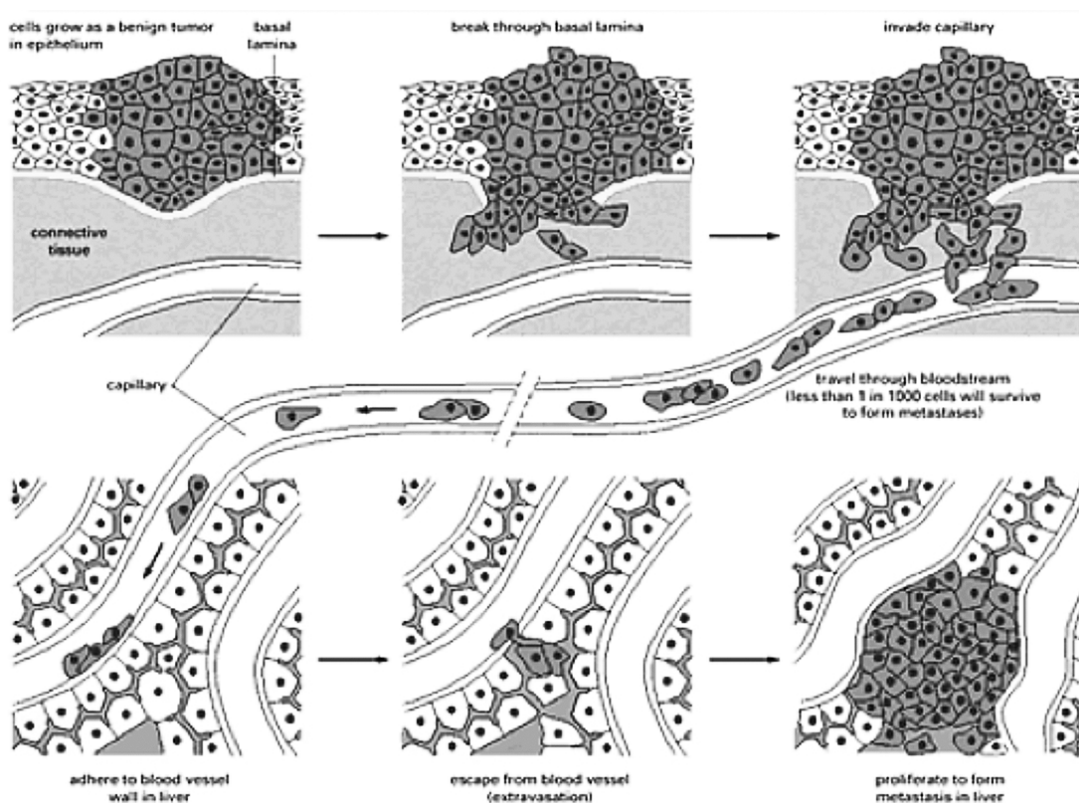 cells grow as a benign tumor
in epithelium
basal
lamina
break through basal lamina
invade capillary
connective
tissue
capillary
travel through bloodstream
(less than 1 in 1000 cells will survive
to form metastases)
adhere to blood vessel
wall in liver
escape from blood vessel
(extravasation)
proliferate to form
metastasis in liver